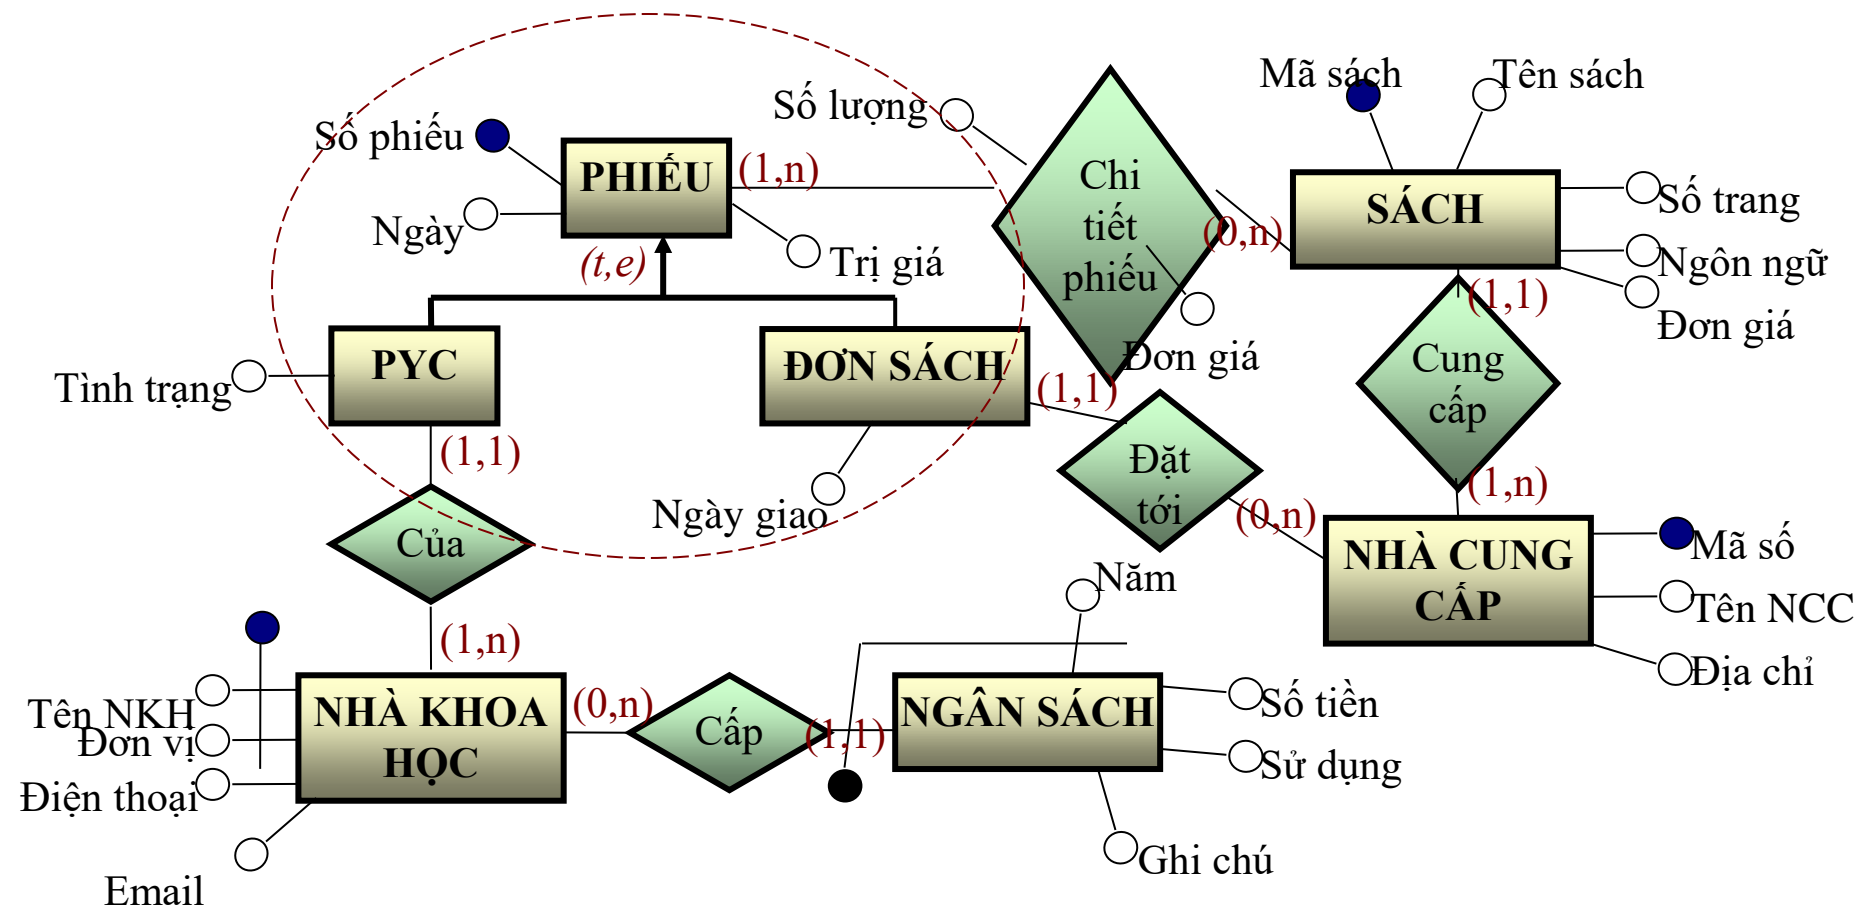 Mã sách
Tên sách
Số lượng
Số phiếu
PHIẾU
(1,n)
Chi
tiết
phiếu
SÁCH
Số trang
Ngày
(t,e)
Trị giá
(0,n)
Ngôn ngữ
(1,1)
Đơn giá
Tình trạng
PYC
ĐƠN SÁCH
Đơn giá
(1,1)
Cung
cấp
(1,1)
Đặt
tới
(1,n)
Ngày giao
(0,n)
Của
NHÀ CUNG
CẤP
Mã số
Tên NCC
Địa chỉ
Năm
(1,n)
Tên NKH
Đơn vị
Điện thoại
Email
NHÀ KHOA
HỌC
(0,n)
Cấp
(1,1)
NGÂN SÁCH
Số tiền
Sử dụng
Ghi chú